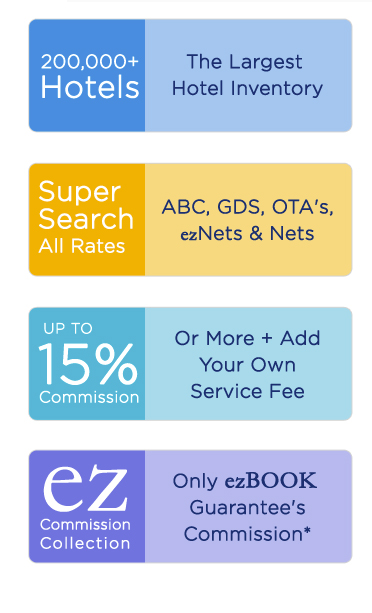 200,000+
Hotels
The Largest
Hotel Inventory
Super
Search
All Rates
ABC, GDS, OTA's,
ezNets & Nets
UP TO
15%
Commission
Or More + Add
Your Own
Service Fee
ez
Commission
Collection
Only ezBOOK
Guarantee's
Commission*